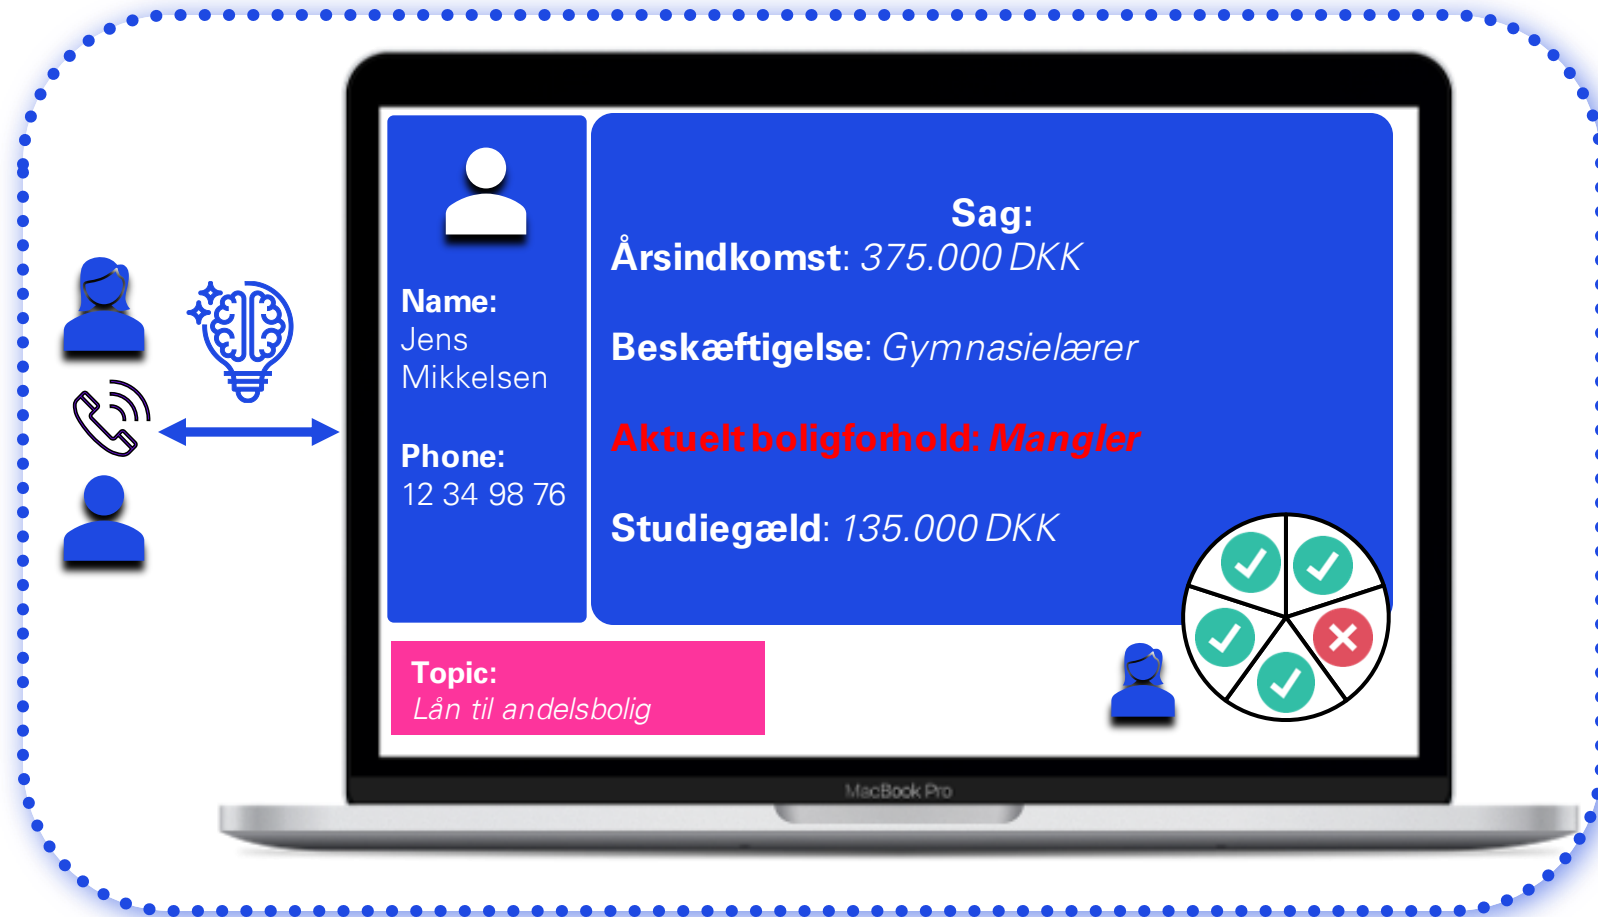 Name:
Jens
Mikkelsen
Phone:
12 34 98 76
Sag:
Årsindkomst: 375.000 DKK
Beskæftigelse: Gymnasielærer
Aktuelt boligforhold: Mangler
Studiegæld: 135.000 DKK
Topic:
Lån til andelsbolig
MacBook Pro